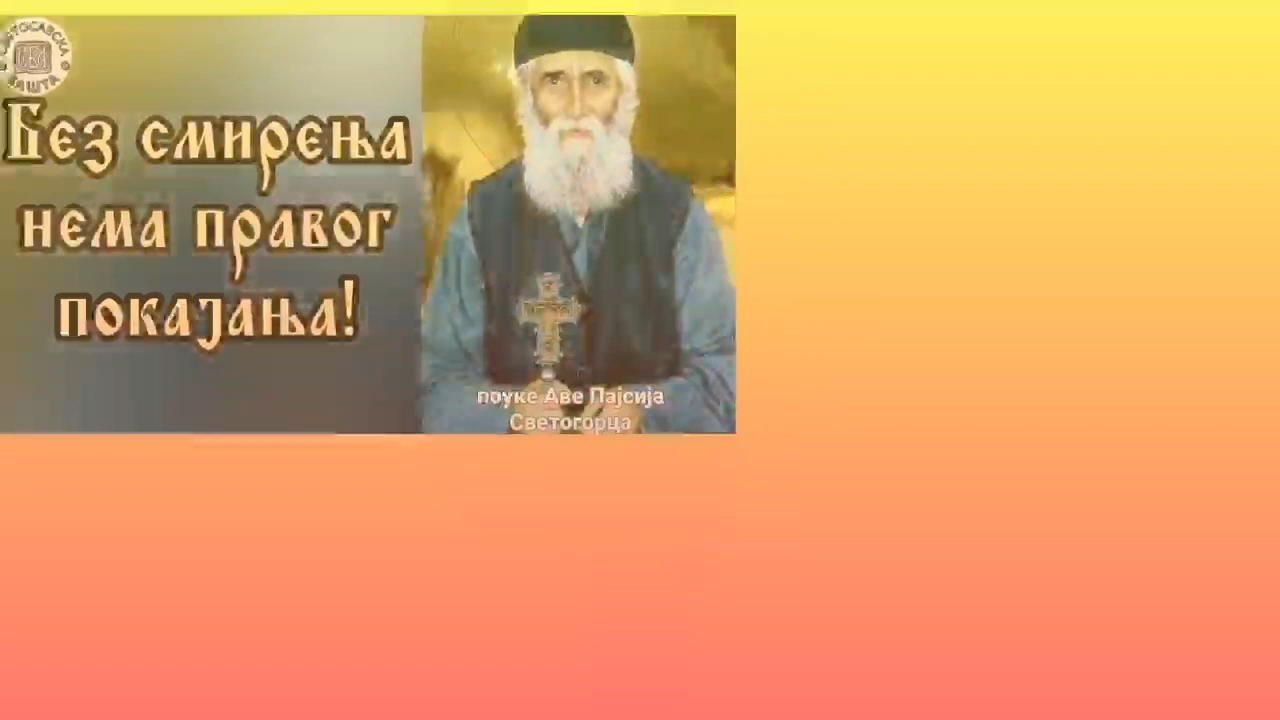 Без смирења
нема правог
покајања!
поуке Аве Пајсија
Светогорца